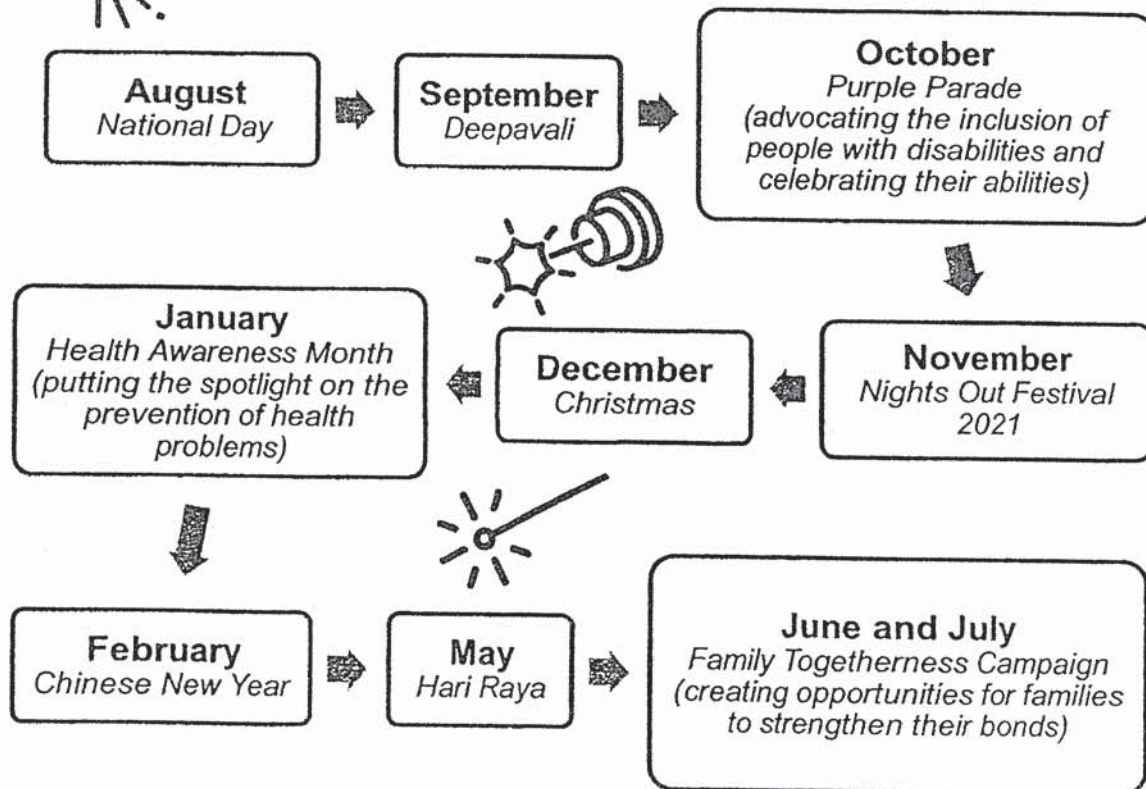 August
National Day
September
Deepavali
October
Purple Parade
(advocating the inclusion of
people with disabilities and
celebrating their abilities)
November
Nights Out Festival
2021
December
Christmas
January
Health Awareness Month
(putting the spotlight on the
prevention of health
problems)
February
Chinese New Year
May
Hari Raya
June and July
Family Togetherness Campaign
(creating opportunities for families
to strengthen their bonds)